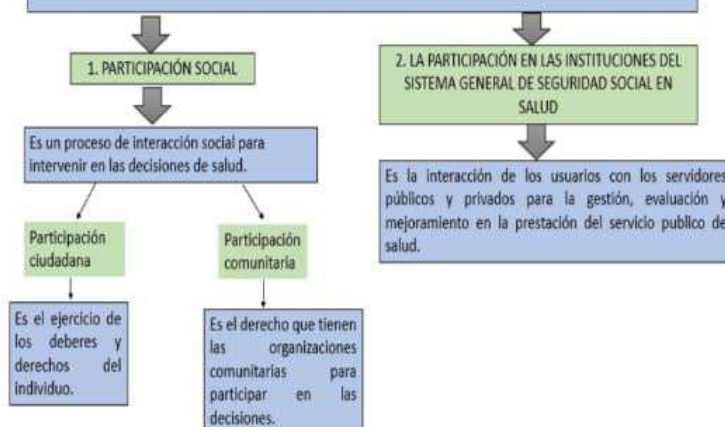 1. PARTICIPACIÓN SOCIAL
Es un proceso de interacción social para
intervenir en las decisiones de salud.
Participación
ciudadana
Es el ejercicio de
los deberes y
derechos del
individuo.
Participación
comunitaria
Es el derecho que tienen
las organizaciones
comunitarias para
participar en las
decisiones.
2. LA PARTICIPACIÓN EN LAS INSTITUCIONES DEL
SISTEMA GENERAL DE SEGURIDAD SOCIAL EN
SALUD
Es la interacción de los usuarios con los servidores
públicos y privados para la gestión, evaluación y
mejoramiento en la prestación del servicio publico de
salud.